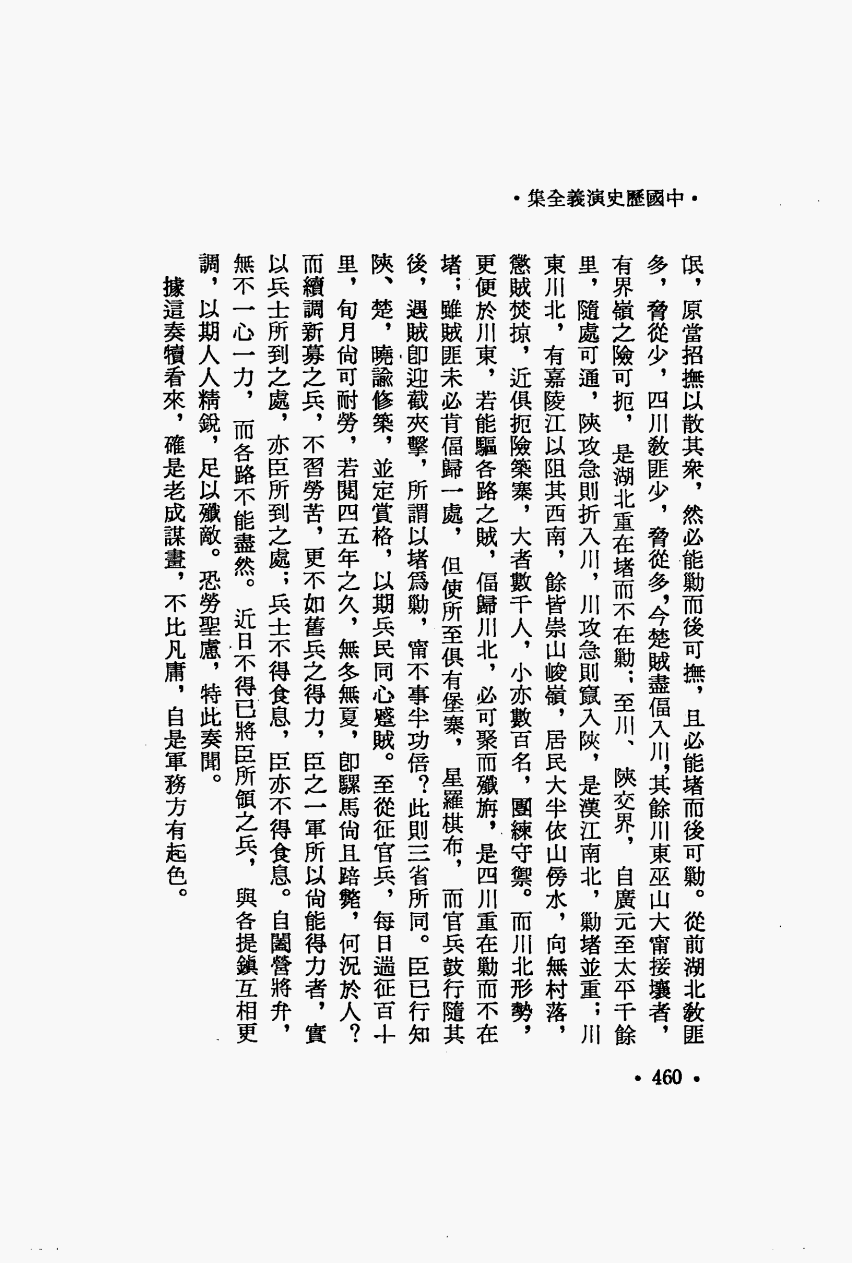 ·中國歷史演義全集·
氓，原當招撫以散其衆，然必能勦而後可撫，且必能堵而後可勦。從前湖北教匪
多，脅從少，四川教匪少，脅從多，今楚賊盡偪入川，其餘川東巫山大甯接壤者，
有界嶺之險可扼，是湖北重在堵而不在勦；至川、陝交界，自廣元至太平千餘
里，隨處可通，陝攻急則折入川，川攻急則竄入陝，是漢江南北，勦堵並重；川
東川北，有嘉陵江以阻其西南，餘皆崇山峻嶺，居民大半依山傍水，向無村落，
懲賊焚掠，近俱扼險築寨，大者數千人，小亦數百名，團練守禦。而川北形勢，
更便於川東，若能驅各路之賊，偪歸川北，必可聚而殲旃，是四川重在勦而不在
堵；雖賊匪未必肯偪歸一處，但使所至俱有堡寨，星羅棋布，而官兵鼓行隨其
後，遇賊卽迎截夾擊，所謂以堵爲勦，甯不事半功倍？此則三省所同。臣已行知
陝、楚，曉諭修築，並定賞格，以期兵民同心蹙賊。至從征官兵，每日遄征百十
里，旬月尙可耐勞，若閱四五年之久，無冬無夏，卽騾馬尙且踣斃，何況於人？
而續調新募之兵，不習勞苦，更不如舊兵之得力，臣之一軍所以尙能得力者，實
以兵士所到之處，亦臣所到之處；兵士不得食息，臣亦不得食息。自闔營將弁，
無不一心一力，而各路不能盡然。近日不得已將臣所領之兵，與各提鎭互相更
調，以期人人精銳，足以殲敵。恐勞聖慮，特此奏聞。
據這奏牘看來，確是老成謀畫，不比凡庸，自是軍務方有起色。
·460·